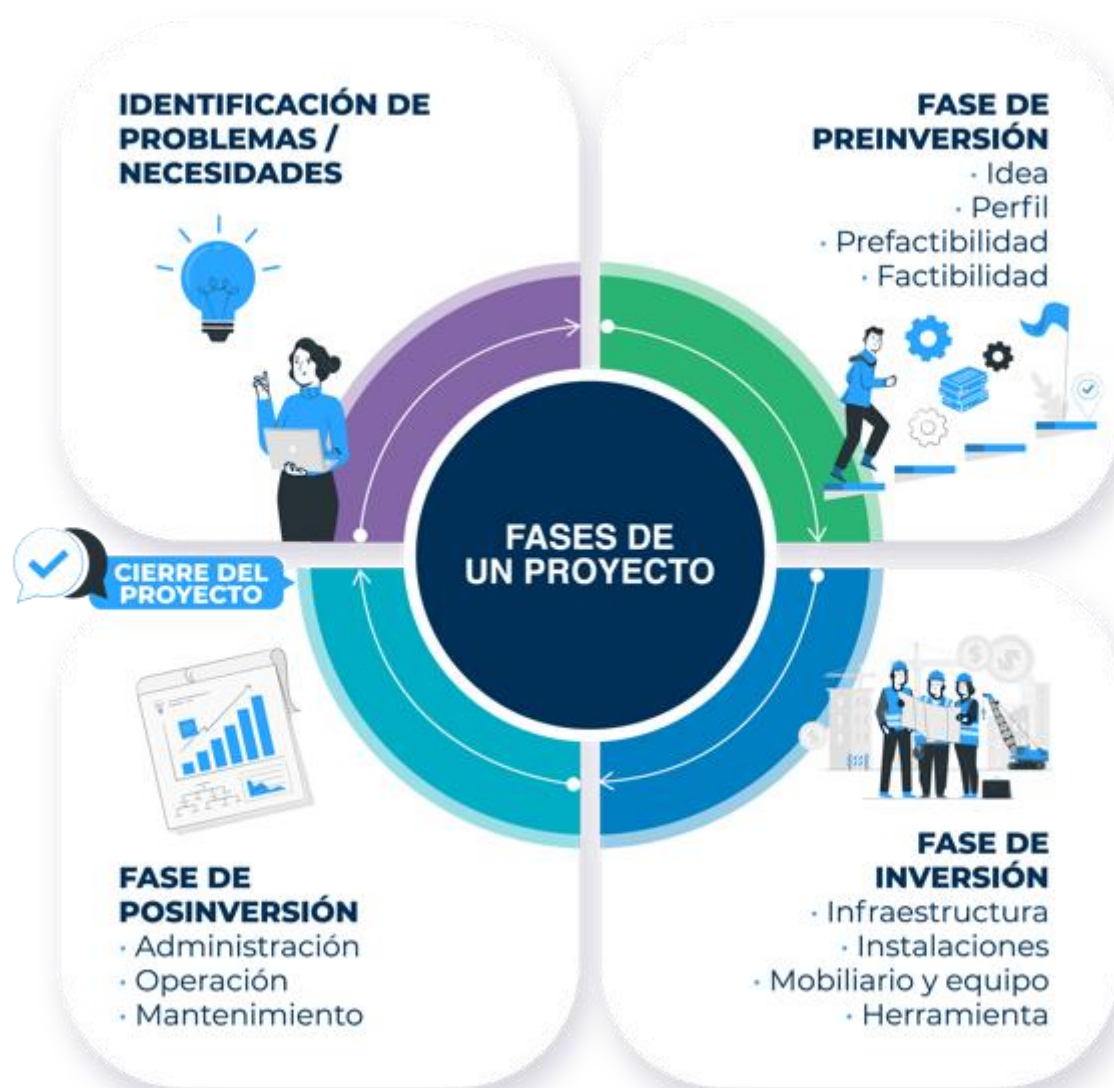 IDENTIFICACIÓN DE
PROBLEMAS /
NECESIDADES
FASE DE
PREINVERSIÓN
· Idea
· Perfil
· Prefactibilidad
· Factibilidad
FASES DE
UN PROYECTO
CIERRE DEL
PROYECTO
FASE DE
POSINVERSIÓN
· Administración
· Operación
· Mantenimiento
$ $
$
FASE DE
INVERSIÓN
· Infraestructura
· Instalaciones
· Mobiliario y equipo
· Herramienta